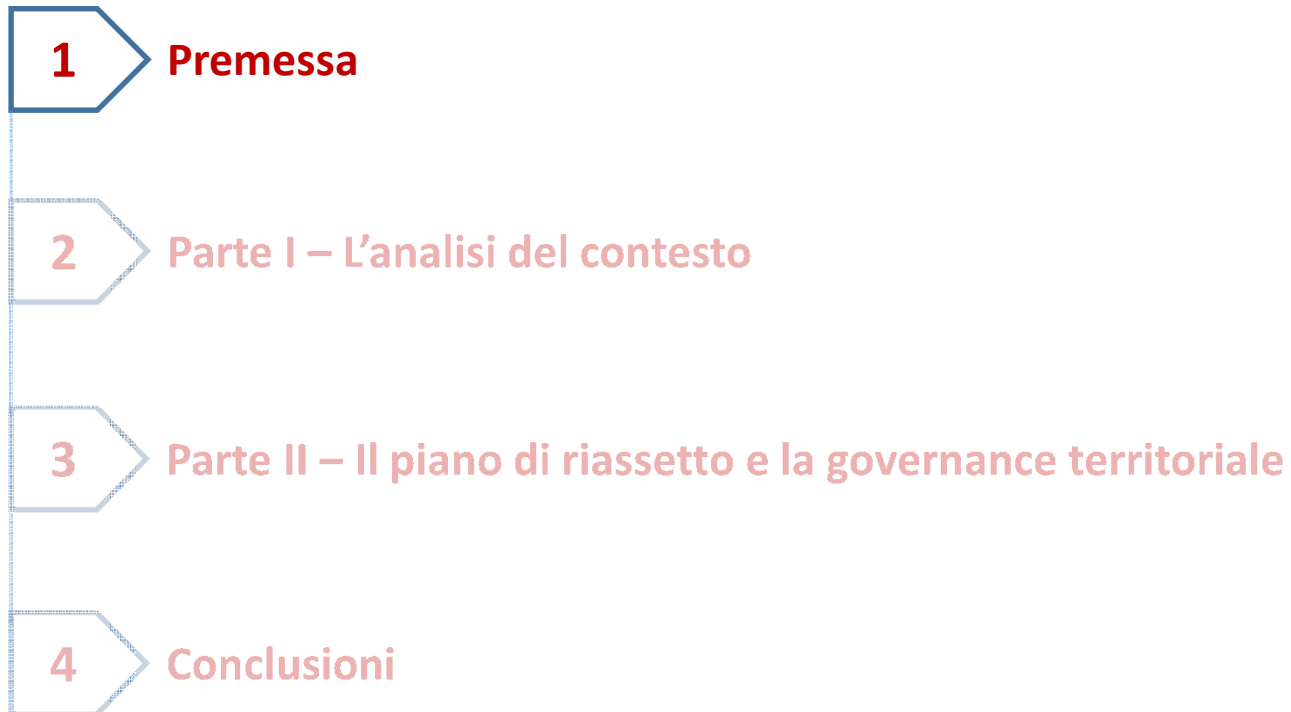 1 Premessa
2 Parte I – L’analisi del contesto
3 Parte II – Il piano di riassetto e la governance territoriale
4 Conclusioni